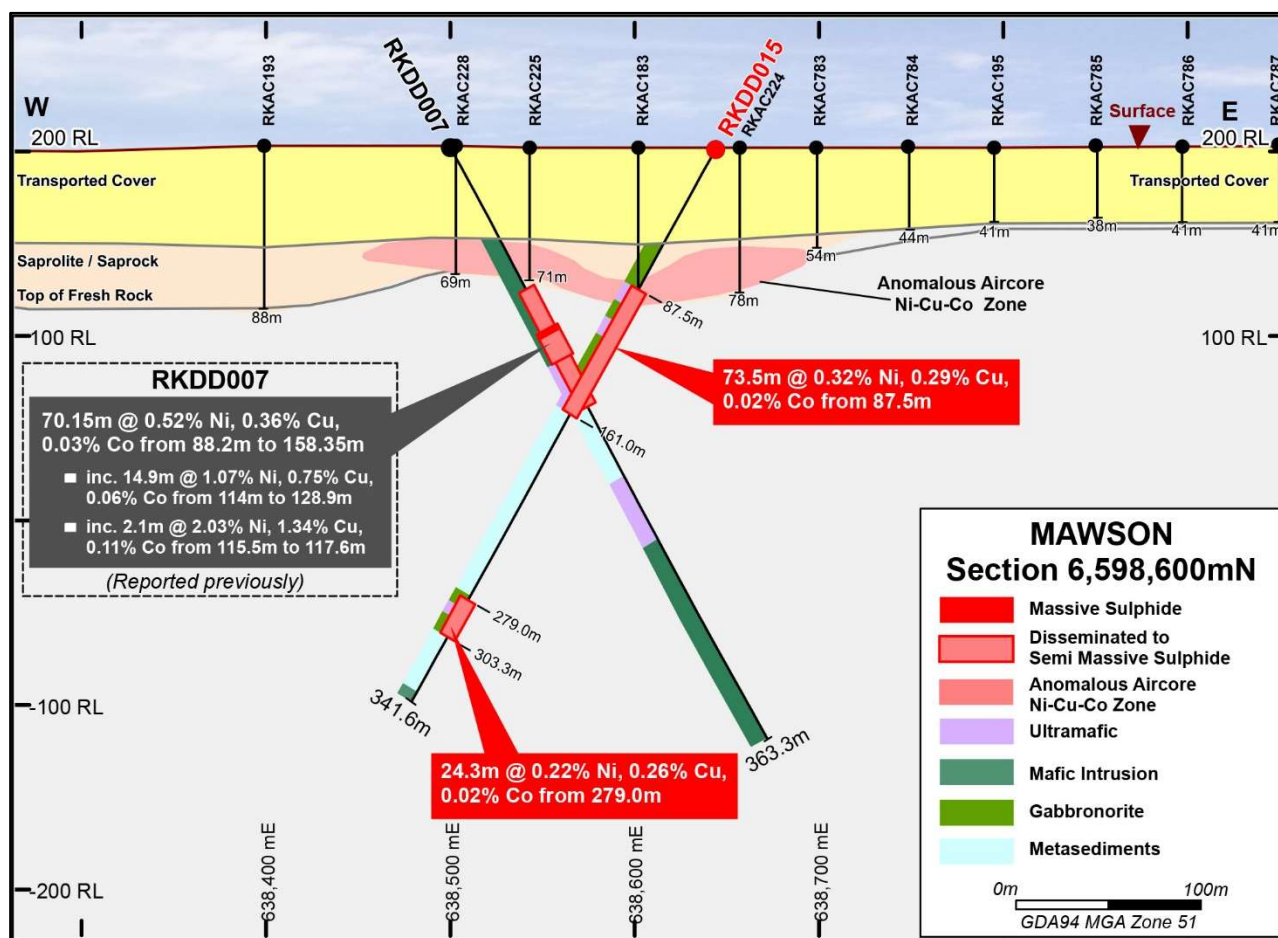 RKAC193
RKDD007
RKAC228
RKAC225
RKAC183
RKDD015
RKAC224
RKAC783
RKAC784
RKAC195
RKAC785
RKAC786
RKAC787
W
E
Surface
200 RL
200 RL
Transported Cover
Transported Cover
Saprolite / Saprock
Top of Fresh Rock
88m
69m
71m
78m
54m
44m
41m
38m
41m
41m
Anomalous Aircore
Ni-Cu-Co Zone
87.5m
100 RL
100 RL
RKDD007
70.15m @ 0.52% Ni, 0.36% Cu,
0.03% Co from 88.2m to 158.35m
inc. 14.9m @ 1.07% Ni, 0.75% Cu,
0.06% Co from 114m to 128.9m
inc. 2.1m @ 2.03% Ni, 1.34% Cu,
0.11% Co from 115.5m to 117.6m
(Reported previously)
73.5m @ 0.32% Ni, 0.29% Cu,
0.02% Co from 87.5m
161.0m
279.0m
303.3m
341.6m
363.3m
-100 RL
24.3m @ 0.22% Ni, 0.26% Cu,
0.02% Co from 279.0m
-200 RL
638,400 mE
638,500 mE
638,600 mE
638,700 mE
MAWSON
Section 6,598,600mN
Massive Sulphide
Disseminated to
Semi Massive Sulphide
Anomalous Aircore
Ni-Cu-Co Zone
Ultramafic
Mafic Intrusion
Gabbronorite
Metasediments
0m
100m
GDA94 MGA Zone 51